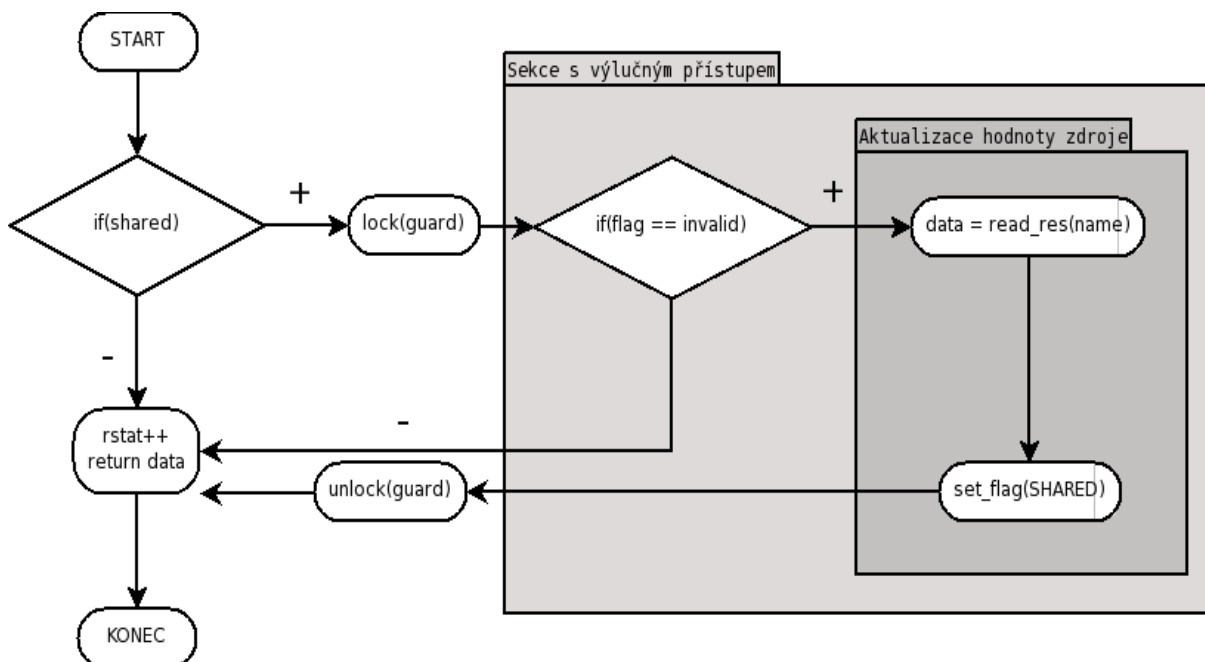 START
Sekce s výlučným přístupem
Aktualizace hodnoty zdroje
if(shared)
+
lock(guard)
if(flag == invalid)
+
data = read_res(name)
-
rstat++
return data
-
unlock(guard)
set_flag(SHARED)
KONEC